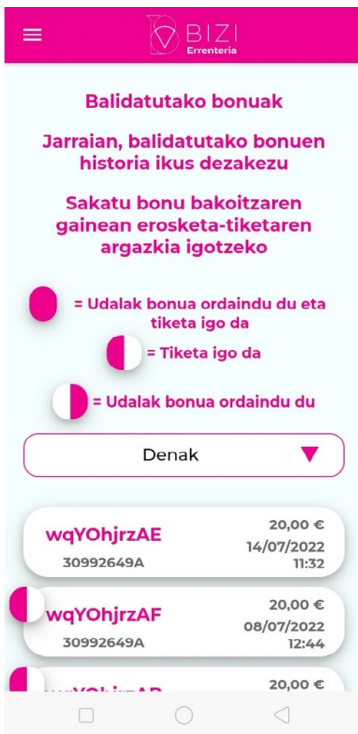 BIZI
Errenteria
Balidatutako bonuak
Jarraian, balidatutako bonuen
historia ikus dezakezu
Sakatu bonu bakoitzaren
gainean erosketa-tiketaren
argazkia igotzeko
= Udalak bonua ordaindu du eta
tiketa igo da
= Tiketa igo da
= Udalak bonua ordaindu du
Denak
wqYOhjrzAE
20,00 €
30992649A
14/07/2022
11:32
wqYOhjrzAF
20,00 €
30992649A
08/07/2022
12:44
20,00 €